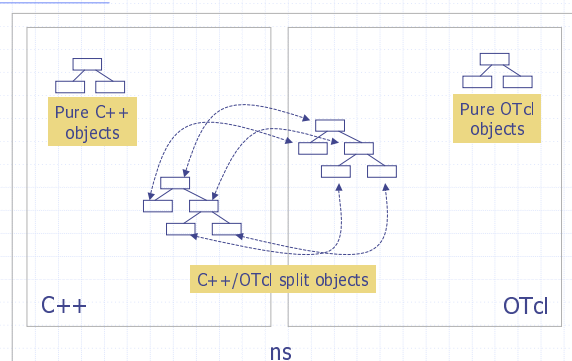 Pure C++
objects
Pure OTcl
objects
C++/OTcl split objects
C++
OTcl
ns